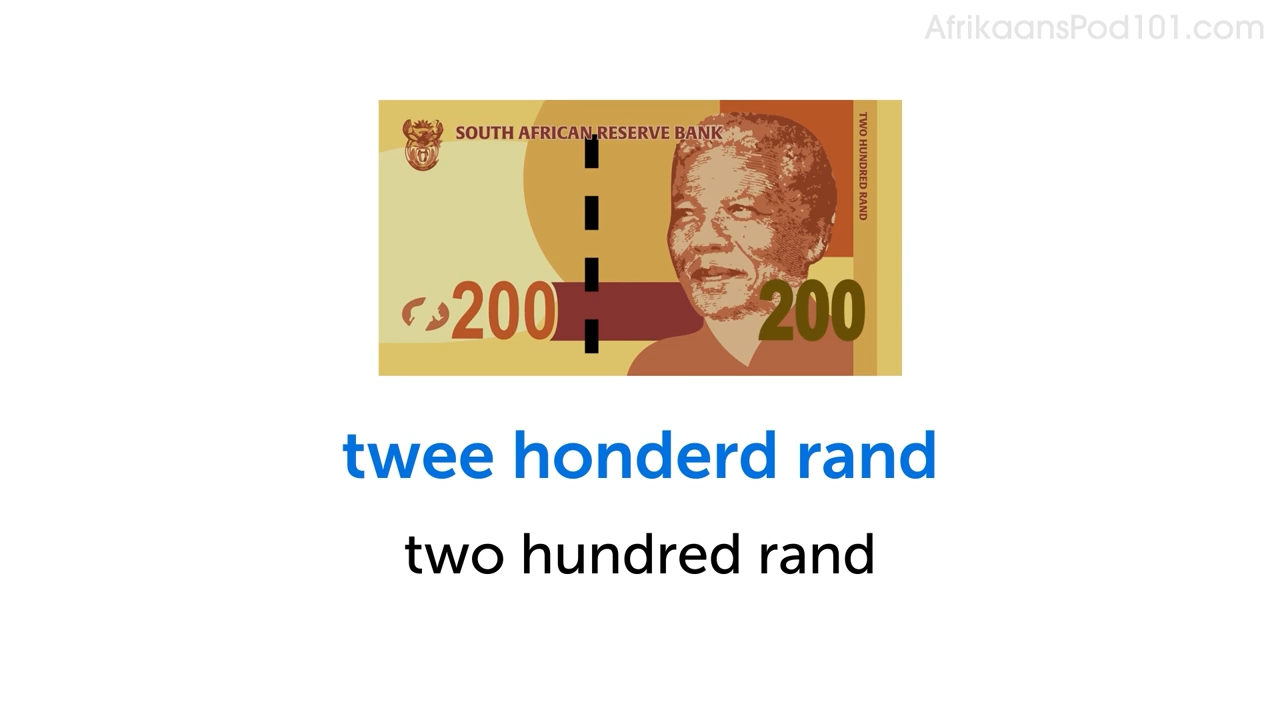 AfrikaansPod101.com
SOUTH AFRICAN RESERVE BANK
TWO HUNDRED RAND
200
200
twee honderd rand
two hundred rand